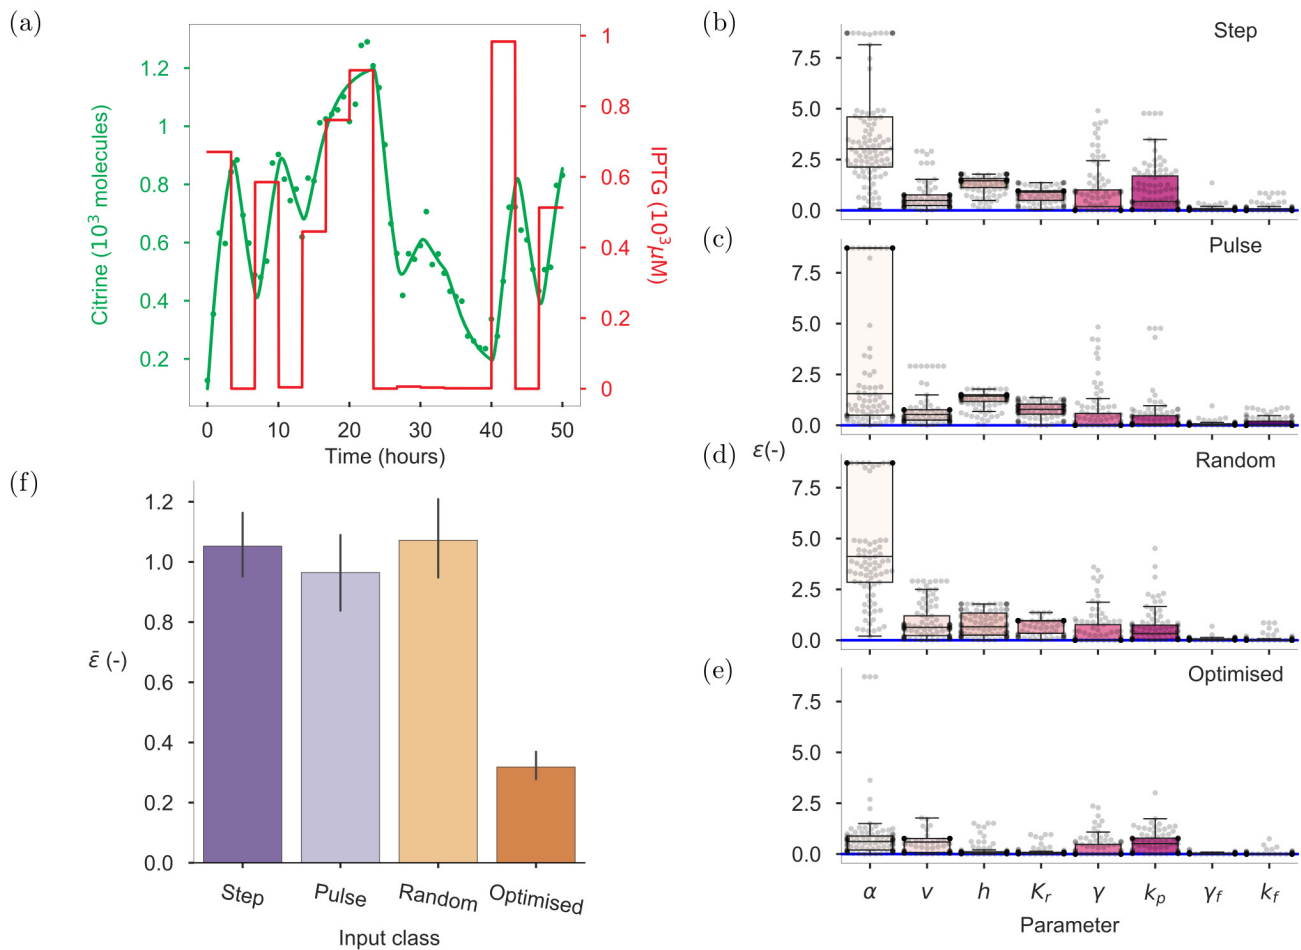 (a)
Citrine (10³ molecules)
1.2
1
0.8
0.6
0.4
0.2
0
10
20
30
40
50
Time (hours)
1
0.8
0.6
0.4
0.2
0
IPTG (10³μM)
(b)
Step
7.5
5.0
2.5
0.0
(c)
Pulse
7.5
5.0
2.5
0.0
(d)
ε(-)
Random
7.5
5.0
2.5
0.0
(e)
Optimised
7.5
5.0
2.5
0.0
α
v
h
Kᵣ
γ
kₚ
γ_f
k_f
Parameter
(f)
ε̄ (-)
1.2
1.0
0.8
0.6
0.4
0.2
0.0
Step
Pulse
Random
Optimised
Input class